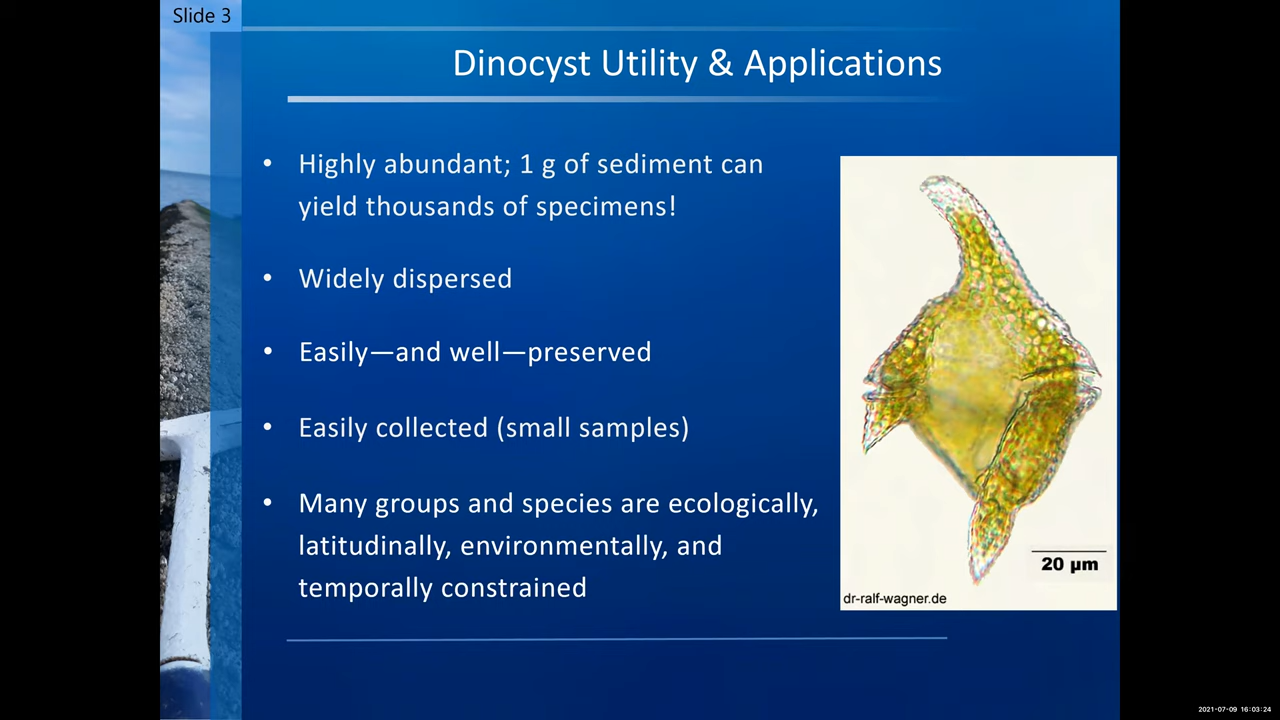 Slide 3
Dinocyst Utility & Applications
• Highly abundant; 1 g of sediment can
yield thousands of specimens!
• Widely dispersed
• Easily—and well—preserved
• Easily collected (small samples)
• Many groups and species are ecologically,
latitudinally, environmentally, and
temporally constrained
20 µm
dr-ralf-wagner.de
2021-07-09 16:03:24